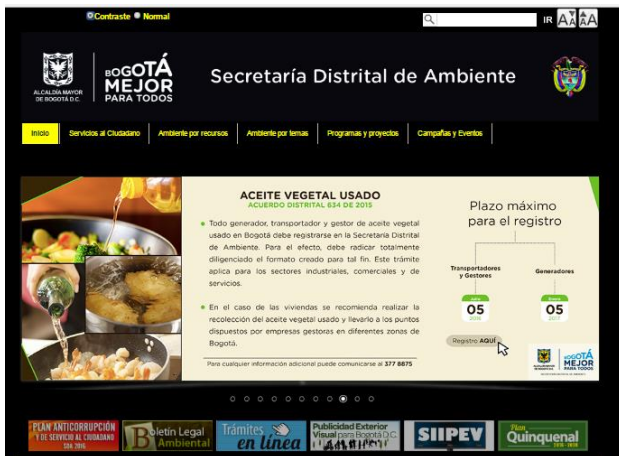 Contraste Normal
IR A A A
ALCALDÍA MAYOR
DE BOGOTÁ D.C.
BOGOTÁ
MEJOR
PARA TODOS
Secretaría Distrital de Ambiente
Inicio Servicios al Ciudadano Ambiente por recursos Ambiente por temas Programas y proyectos Campañas y Eventos
ACEITE VEGETAL USADO
ACUERDO DISTRITAL 634 DE 2015
Todo generador, transportador y gestor de aceite vegetal
usado en Bogotá debe registrarse en la Secretaría Distrital
de Ambiente. Para el efecto, debe radicar totalmente
diligenciado el formato creado para tal fin. Este trámite
aplica para los sectores industriales, comerciales y de
servicios.
En el caso de las viviendas se recomienda realizar la
recolección del aceite vegetal usado y llevarlo a los puntos
dispuestos por empresas gestoras en diferentes zonas de
Bogotá.
Para cualquier información adicional puede comunicarse al 377 8875
Plazo máximo
para el registro
Transportadores
y Gestores
Generadores
05
05
Registro AQUÍ
BOGOTÁ
MEJOR
PARA TODOS
PLAN ANTICORRUPCIÓN
Y DE SERVICIO AL CIUDADANO
SDA 2016
Boletín Legal
Ambiental
Trámites
en línea
Publicidad Exterior
Visual para Bogotá D.C.
SIIPEV
Plan
Quinquenal